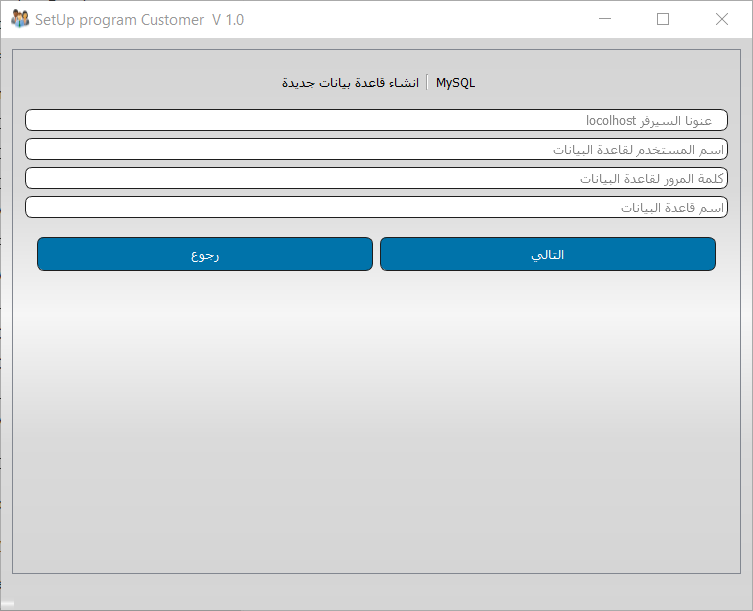 SetUp program Customer V 1.0
انشاء قاعدة بيانات جديدة | MySQL
عنونا السيرفر locolhost
اسم المستخدم لقاعدة البيانات
كلمة المرور لقاعدة البيانات
اسم قاعدة البيانات
التالي
رجوع